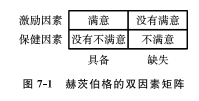 激励因素 满意 没有满意
保健因素 没有不满意 不满意
具备 缺失
图 7-1 赫茨伯格的双因素矩阵